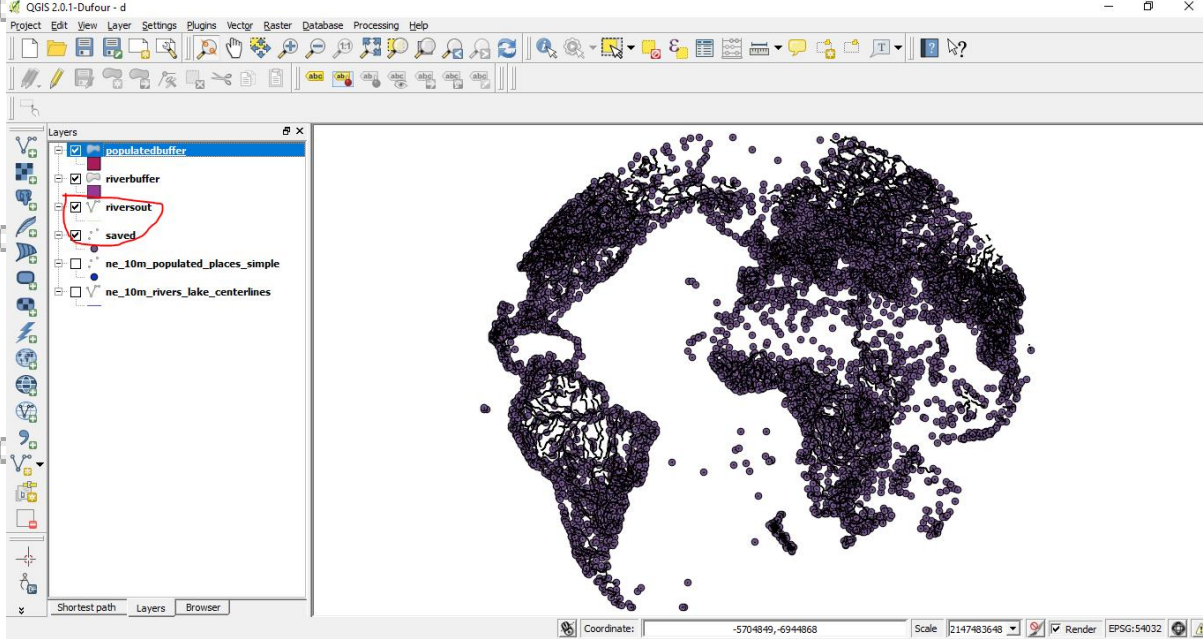 QGIS 2.0.1-Dufour - d
Project Edit View Layer Settings Plugins Vector Raster Database Processing Help
Layers
populatedbuffer
riverbuffer
riversout
saved
ne_10m_populated_places_simple
ne_10m_rivers_lake_centerlines
Shortest path Layers Browser
Coordinate: -5704849,-6944868 Scale 2147483648 Render EPSG:54032